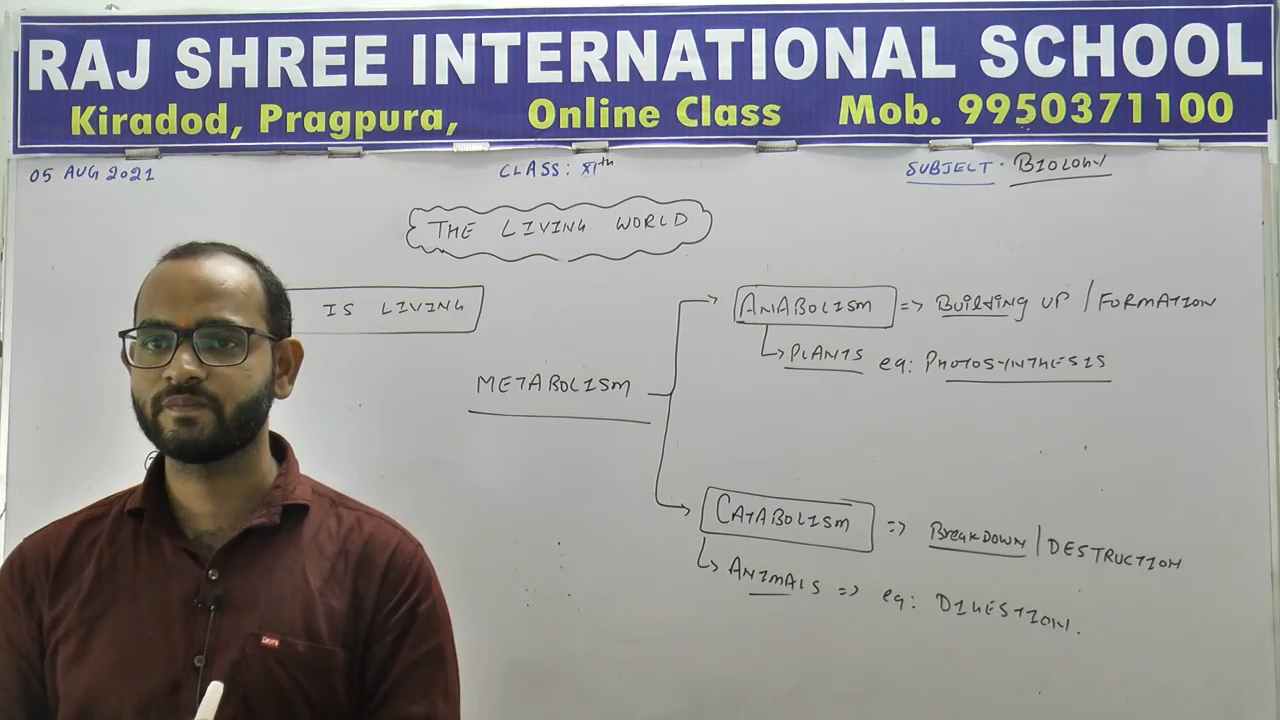 RAJ SHREE INTERNATIONAL SCHOOL
Kiradod, Pragpura, Online Class Mob. 9950371100
05 AUG 2021 CLASS: XIth SUBJECT · BIOLOGY
THE LIVING WORLD
IS LIVING
METABOLISM
ANABOLISM => Building UP / FORMATION
PLANTS eg: PHOTOSYNTHESIS
CATABOLISM => BreakDOWN / DESTRUCTION
ANIMALS => eg: DIGESTION.